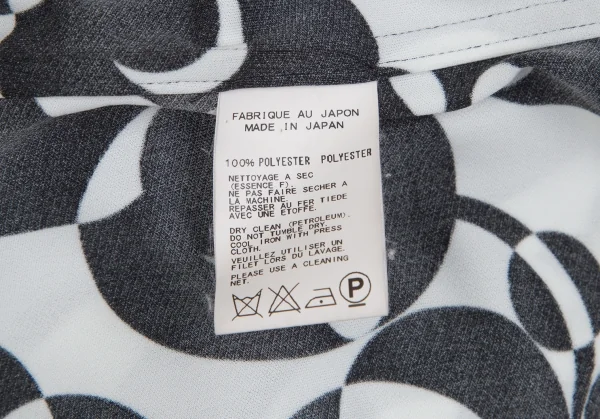 FABRIQUE AU JAPON
MADE IN JAPAN
100% POLYESTER POLYESTER
NETTOYAGE A SEC
(ESSENCE F).
NE PAS FAIRE SECHER A
LA MACHINE.
REPASSER AU FER TIEDE
AVEC UNE ETOFFE.
DRY CLEAN (PETROLEUM).
DO NOT TUMBLE DRY.
COOL IRON WITH PRESS
CLOTH.
VEUILLEZ UTILISER UN
FILET LORS DU LAVAGE.
PLEASE USE A CLEANING
NET.
P